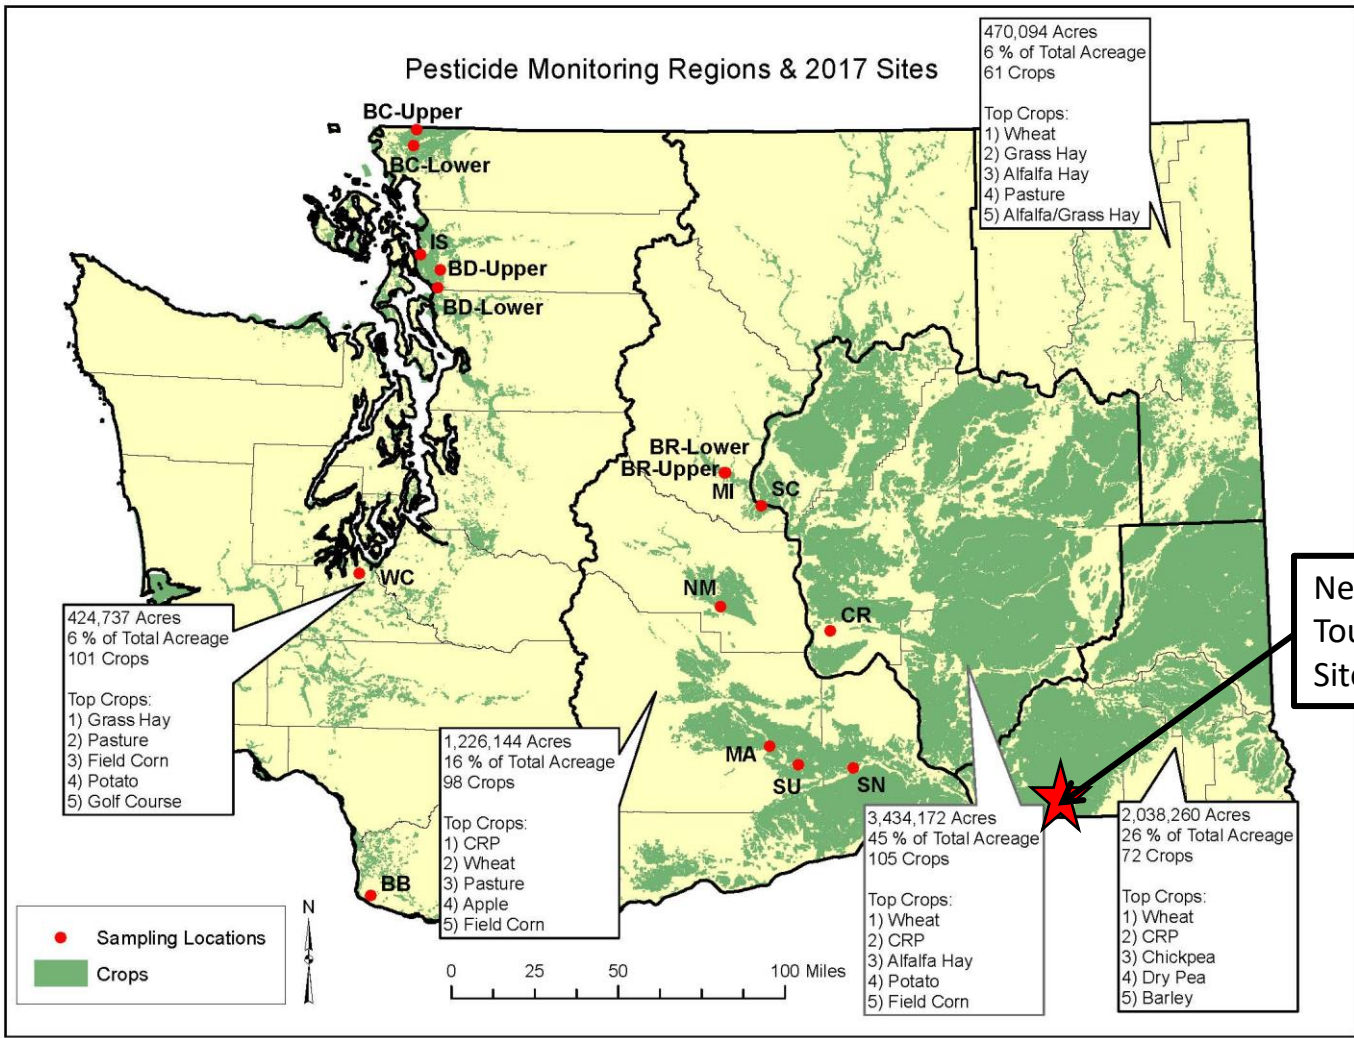 Pesticide Monitoring Regions & 2017 Sites
470,094 Acres
6 % of Total Acreage
61 Crops
Top Crops:
1) Wheat
2) Grass Hay
3) Alfalfa Hay
4) Pasture
5) Alfalfa/Grass Hay
BC-Upper
BC-Lower
IS
BD-Upper
BD-Lower
BR-Lower
BR-Upper
MI
SC
WC
NM
CR
MA
SU
SN
BB
424,737 Acres
6 % of Total Acreage
101 Crops
Top Crops:
1) Grass Hay
2) Pasture
3) Field Corn
4) Potato
5) Golf Course
1,226,144 Acres
16 % of Total Acreage
98 Crops
Top Crops:
1) CRP
2) Wheat
3) Pasture
4) Apple
5) Field Corn
3,434,172 Acres
45 % of Total Acreage
105 Crops
Top Crops:
1) Wheat
2) CRP
3) Alfalfa Hay
4) Potato
5) Field Corn
2,038,260 Acres
26 % of Total Acreage
72 Crops
Top Crops:
1) Wheat
2) CRP
3) Chickpea
4) Dry Pea
5) Barley
Sampling Locations
Crops
N
0 25 50 100 Miles